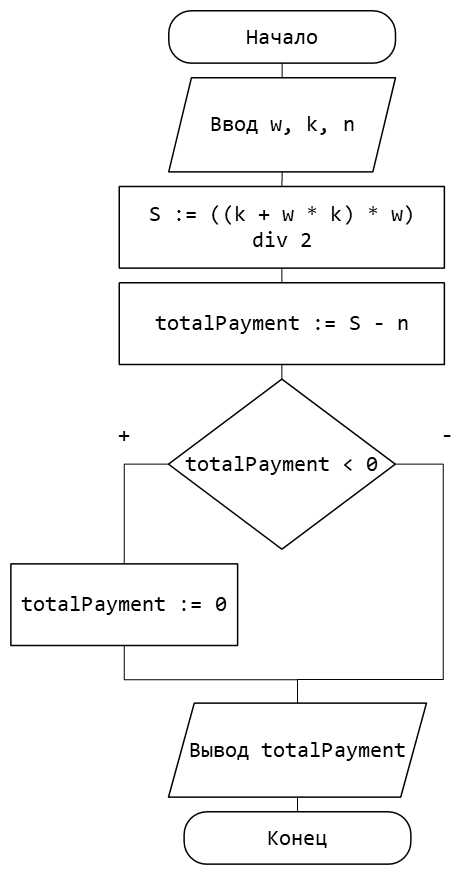 Начало
Ввод w, k, n
S := ((k + w * k) * w)
div 2
totalPayment := S - n
+
-
totalPayment < 0
totalPayment := 0
Вывод totalPayment
Конец